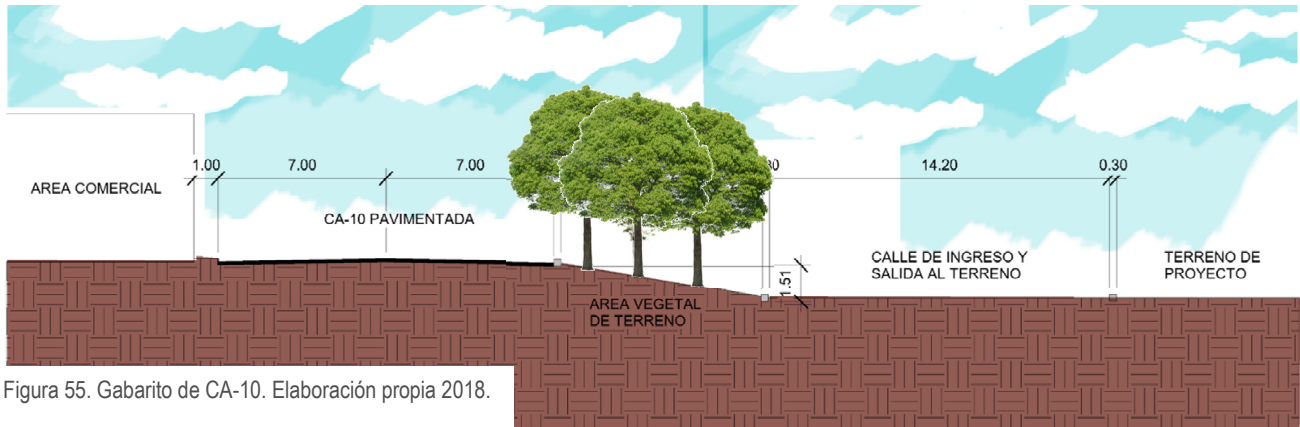 1.00
7.00
7.00
14.20
0.30
AREA COMERCIAL
CA-10 PAVIMENTADA
CALLE DE INGRESO Y
SALIDA AL TERRENO
TERRENO DE
PROYECTO
1.51
AREA VEGETAL
DE TERRENO
Figura 55. Gabarito de CA-10. Elaboración propia 2018.